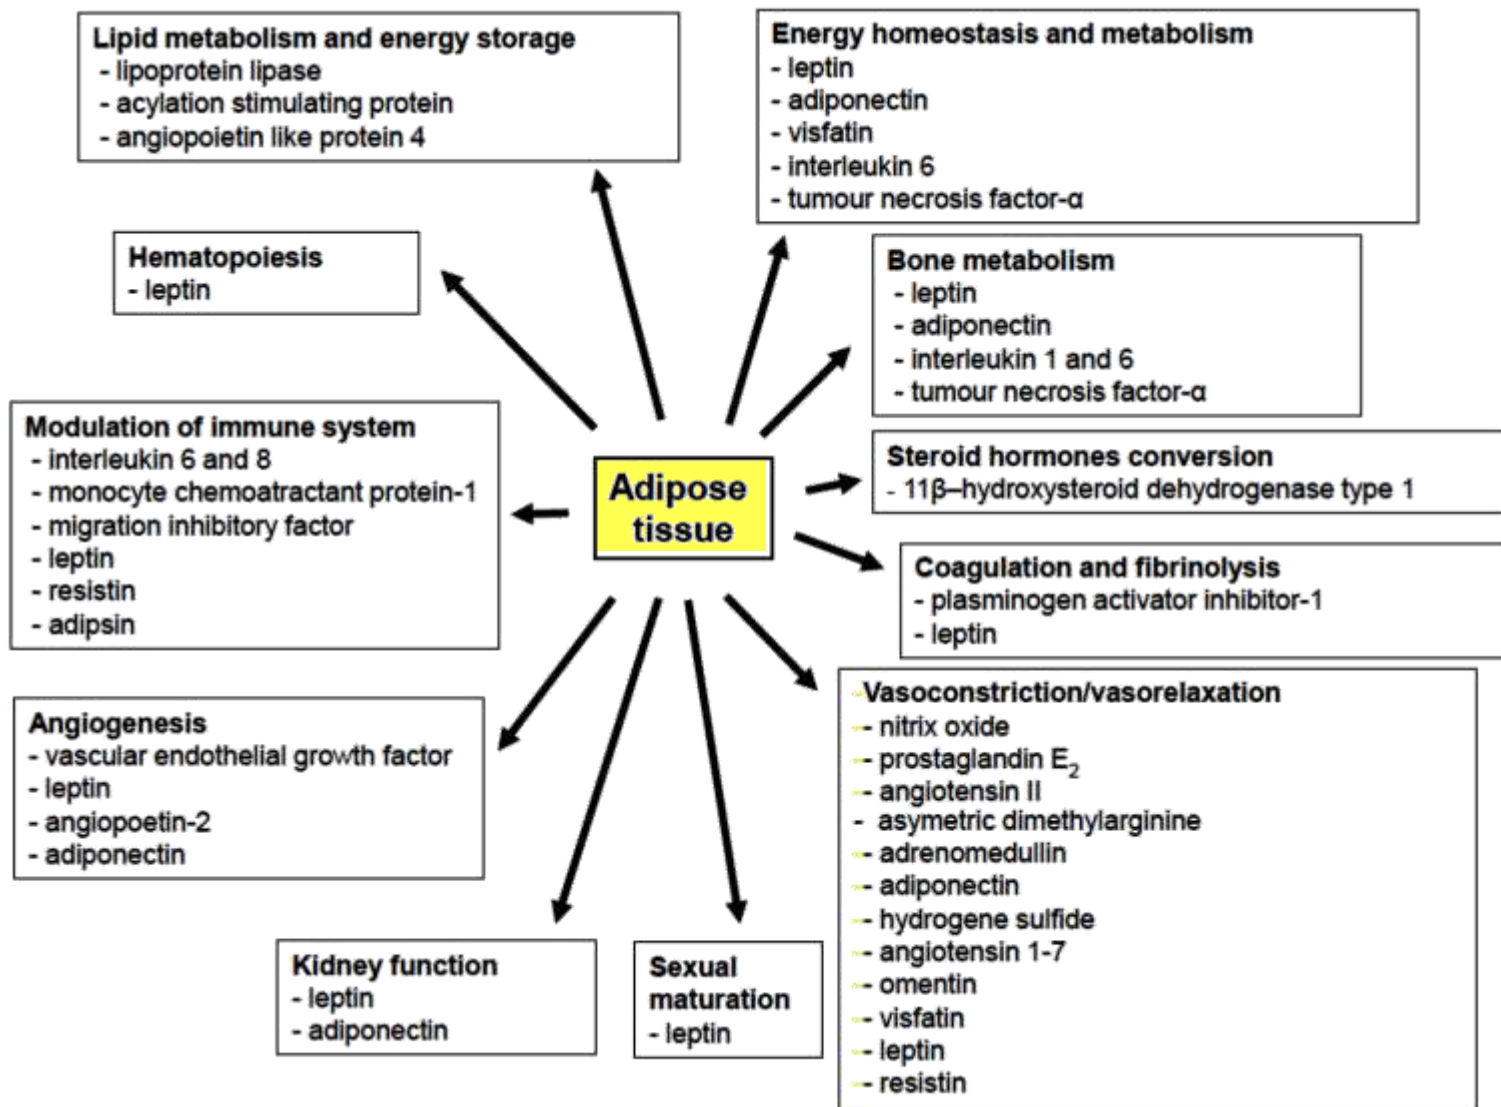 Lipid metabolism and energy storage
- lipoprotein lipase
- acylation stimulating protein
- angiopoietin like protein 4
Energy homeostasis and metabolism
- leptin
- adiponectin
- visfatin
- interleukin 6
- tumour necrosis factor-α
Hematopoiesis
- leptin
Bone metabolism
- leptin
- adiponectin
- interleukin 1 and 6
- tumour necrosis factor-α
Modulation of immune system
- interleukin 6 and 8
- monocyte chemoatractant protein-1
- migration inhibitory factor
- leptin
- resistin
- adipsin
Adipose
tissue
Steroid hormones conversion
- 11β–hydroxysteroid dehydrogenase type 1
Coagulation and fibrinolysis
- plasminogen activator inhibitor-1
- leptin
Angiogenesis
- vascular endothelial growth factor
- leptin
- angiopoetin-2
- adiponectin
Vasoconstriction/vasorelaxation
- nitrix oxide
- prostaglandin E₂
- angiotensin II
- asymetric dimethylarginine
- adrenomedullin
- adiponectin
- hydrogene sulfide
- angiotensin 1-7
- omentin
- visfatin
- leptin
- resistin
Kidney function
- leptin
- adiponectin
Sexual
maturation
- leptin